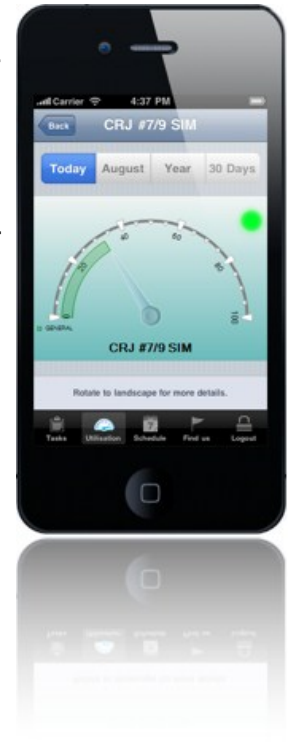 Carrier 4:37 PM
Back CRJ #7/9 SIM
Today August Year 30 Days
0 20 40 60 80 100
GENERAL
CRJ #7/9 SIM
Rotate to landscape for more details.
Tasks Utilisation Schedule Find us Logout